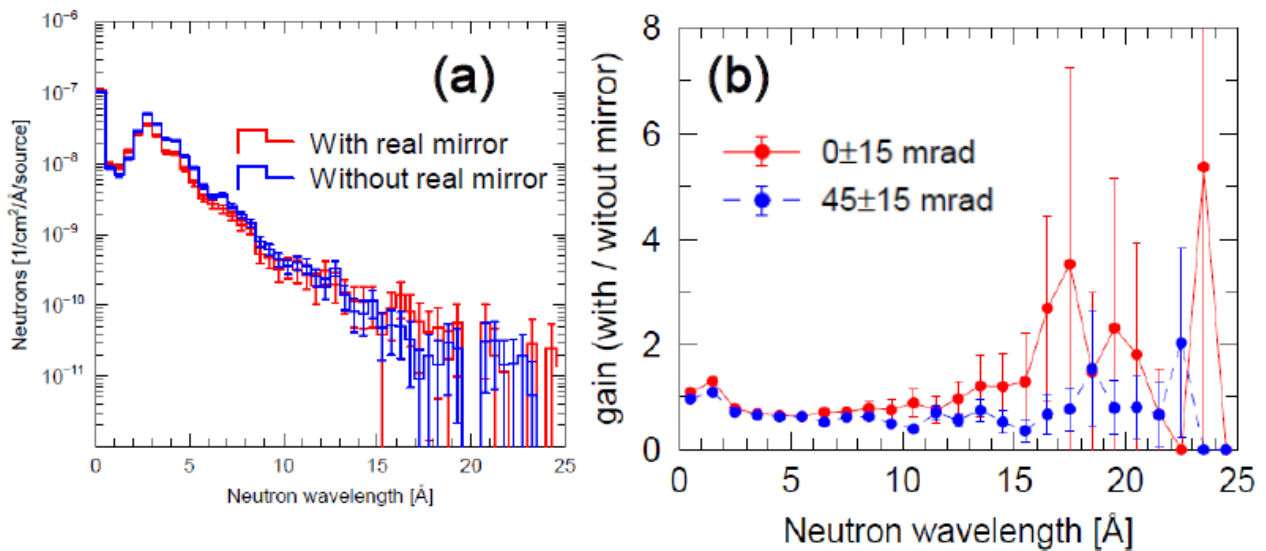 (a)
Neutrons [1/cm²/Å/source]
10⁻⁶
10⁻⁷
10⁻⁸
10⁻⁹
10⁻¹⁰
10⁻¹¹
With real mirror
Without real mirror
0 5 10 15 20 25
Neutron wavelength [Å]
(b)
gain (with / witout mirror)
8
6
4
2
0
0±15 mrad
45±15 mrad
0 5 10 15 20 25
Neutron wavelength [Å]